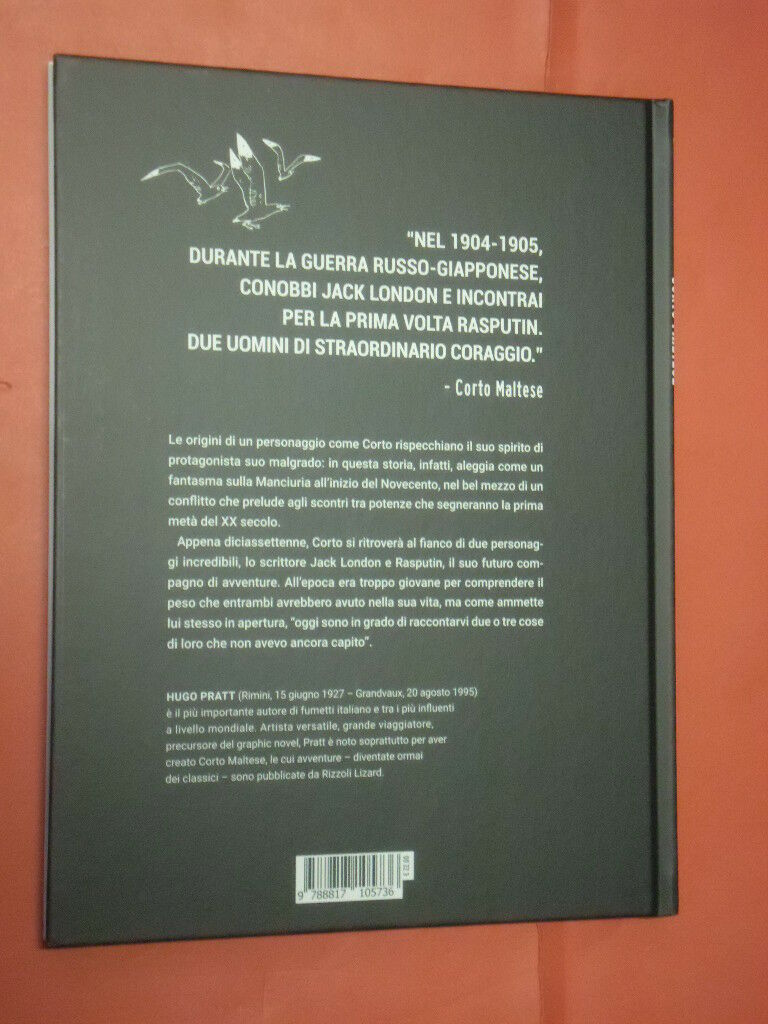 "NEL 1904-1905,
DURANTE LA GUERRA RUSSO-GIAPPONESE,
CONOBBI JACK LONDON E INCONTRAI
PER LA PRIMA VOLTA RASPUTIN.
DUE UOMINI DI STRAORDINARIO CORAGGIO."
- Corto Maltese
Le origini di un personaggio come Corto rispecchiano il suo spirito di
protagonista suo malgrado: in questa storia, infatti, aleggia come un
fantasma sulla Manciuria all'inizio del Novecento, nel bel mezzo di un
conflitto che prelude agli scontri tra potenze che segneranno la prima
metà del XX secolo.
Appena diciassettenne, Corto si ritroverà al fianco di due personag-
gi incredibili, lo scrittore Jack London e Rasputin, il suo futuro com-
pagno di avventure. All'epoca era troppo giovane per comprendere il
peso che entrambi avrebbero avuto nella sua vita, ma come ammette
lui stesso in apertura, "oggi sono in grado di raccontarvi due o tre cose
di loro che non avevo ancora capito".
HUGO PRATT (Rimini, 15 giugno 1927 – Grandvaux, 20 agosto 1995)
è il più importante autore di fumetti italiano e tra i più influenti
a livello mondiale. Artista versatile, grande viaggiatore,
precursore del graphic novel, Pratt è noto soprattutto per aver
creato Corto Maltese, le cui avventure – diventate ormai
dei classici – sono pubblicate da Rizzoli Lizard.
9 788817 105736